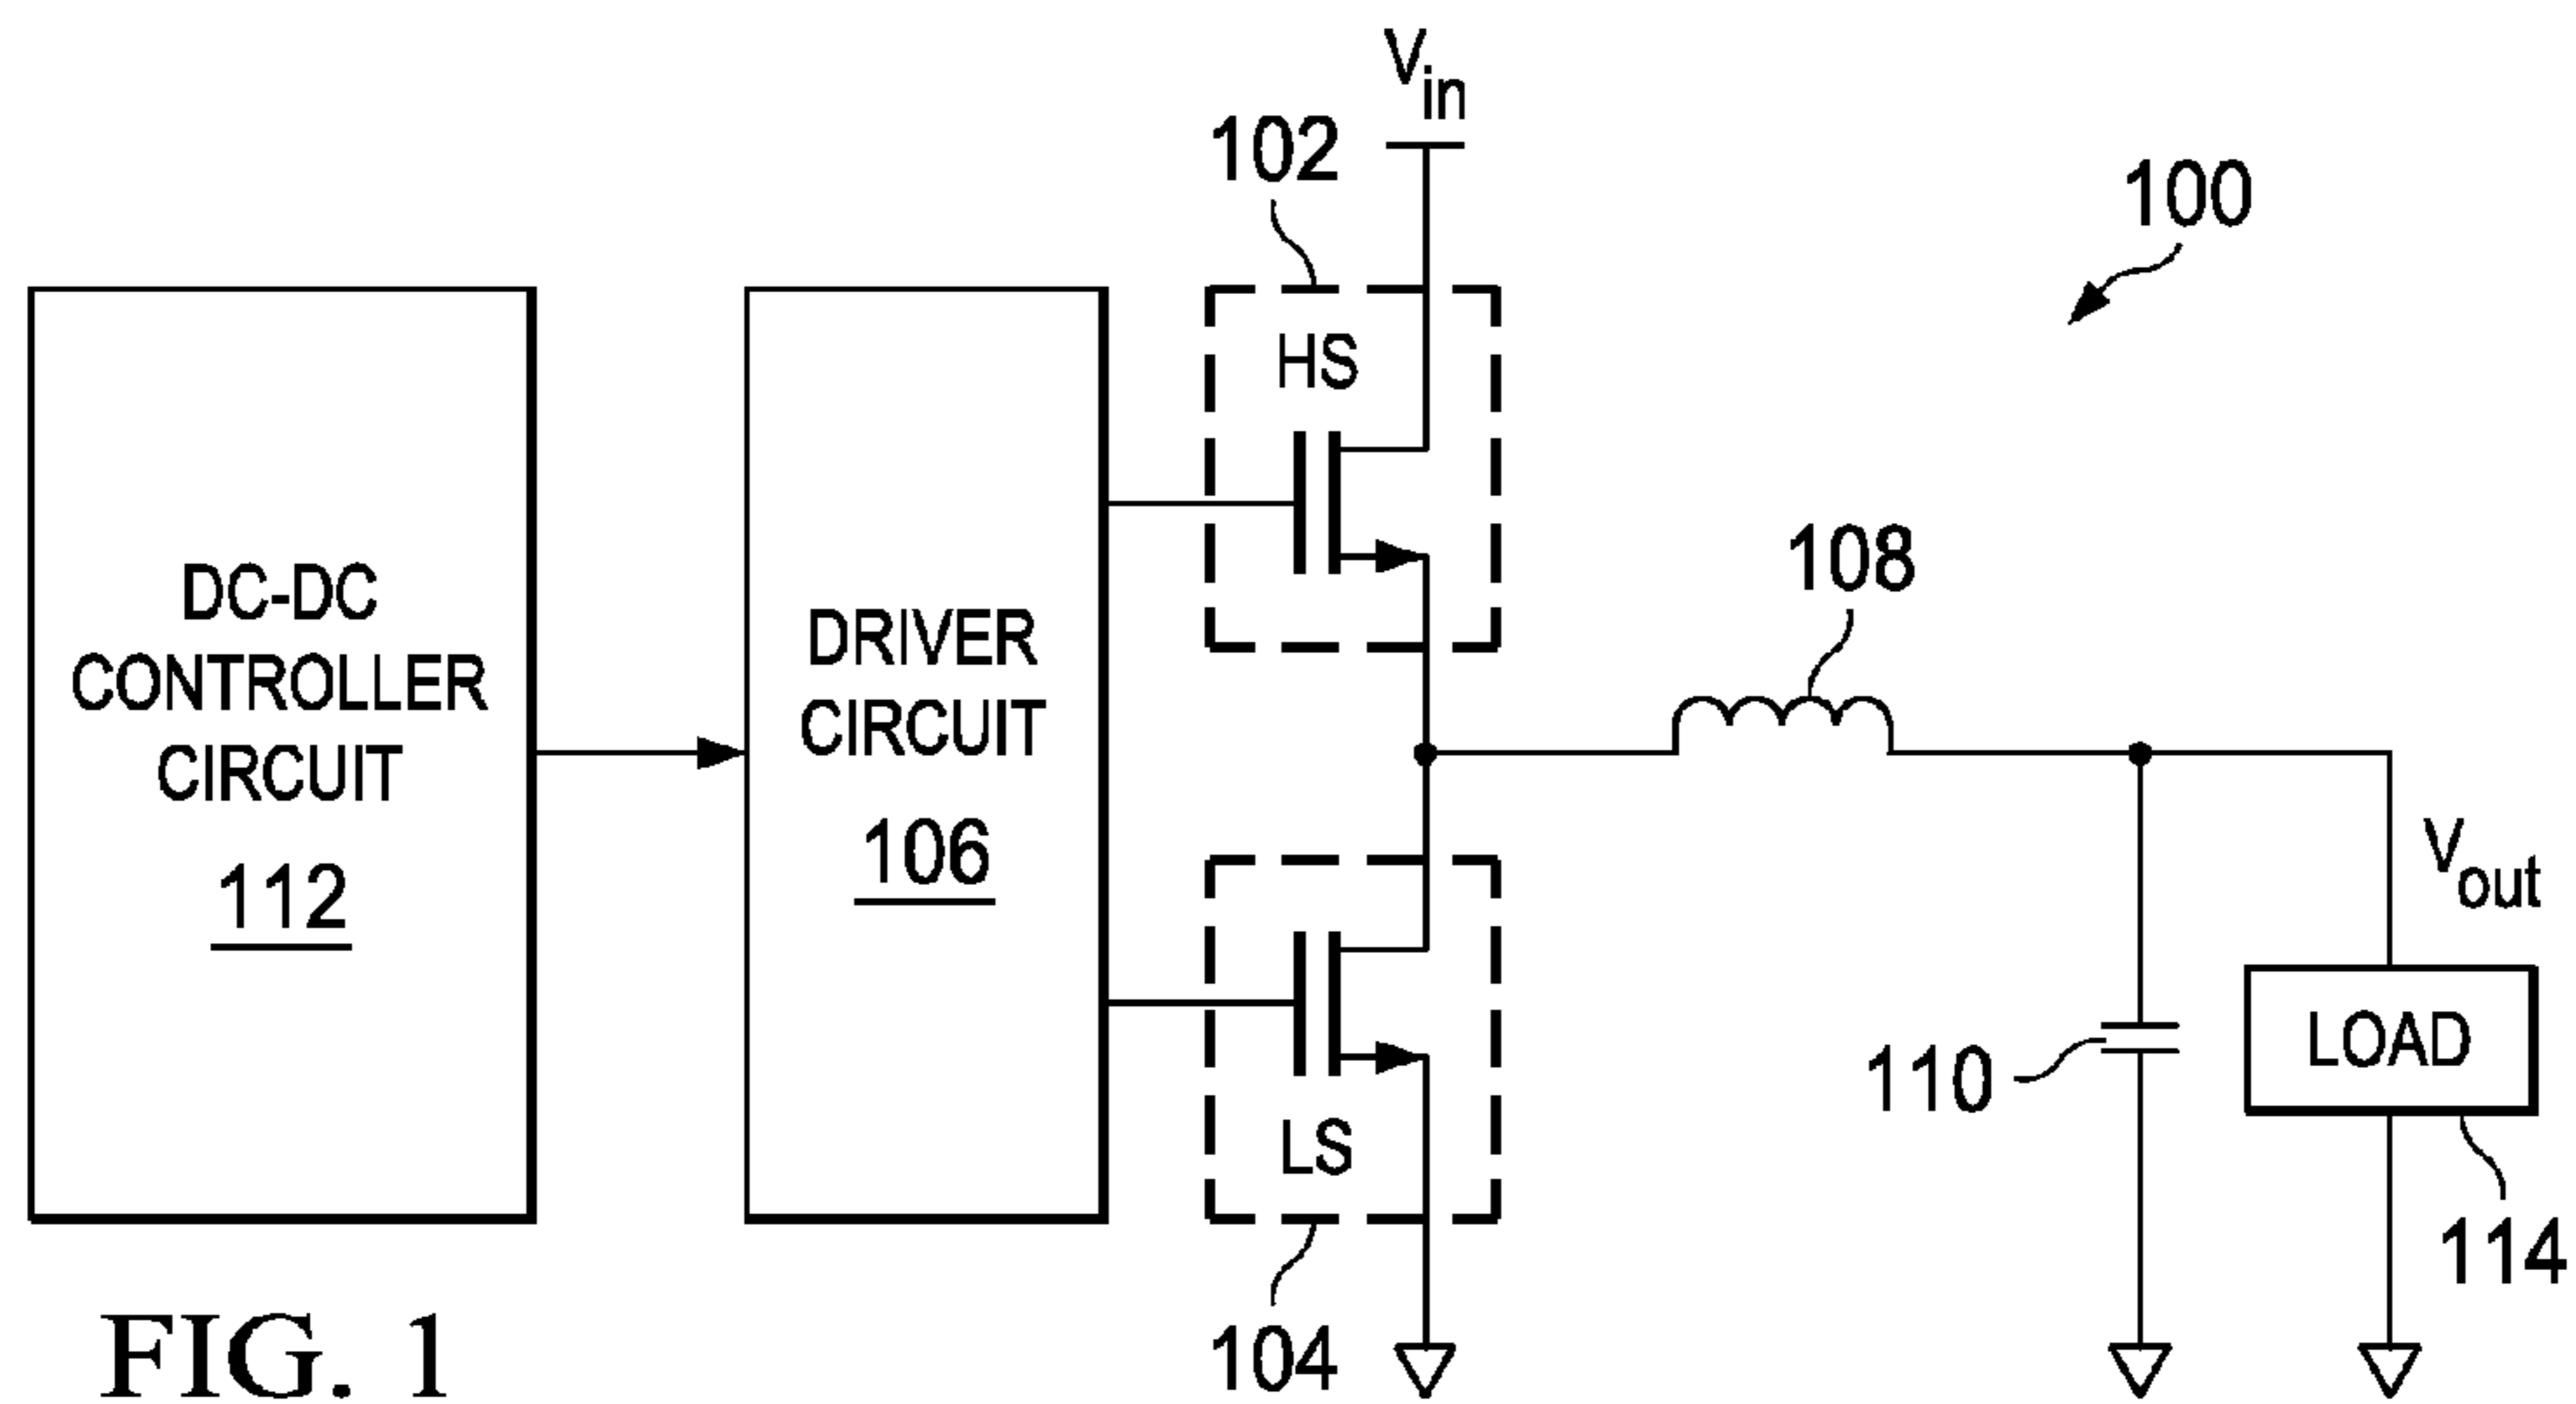 Vin
102
100
HS
108
DC-DC
CONTROLLER
CIRCUIT
112
DRIVER
CIRCUIT
106
Vout
LOAD
110
LS
114
104
FIG. 1